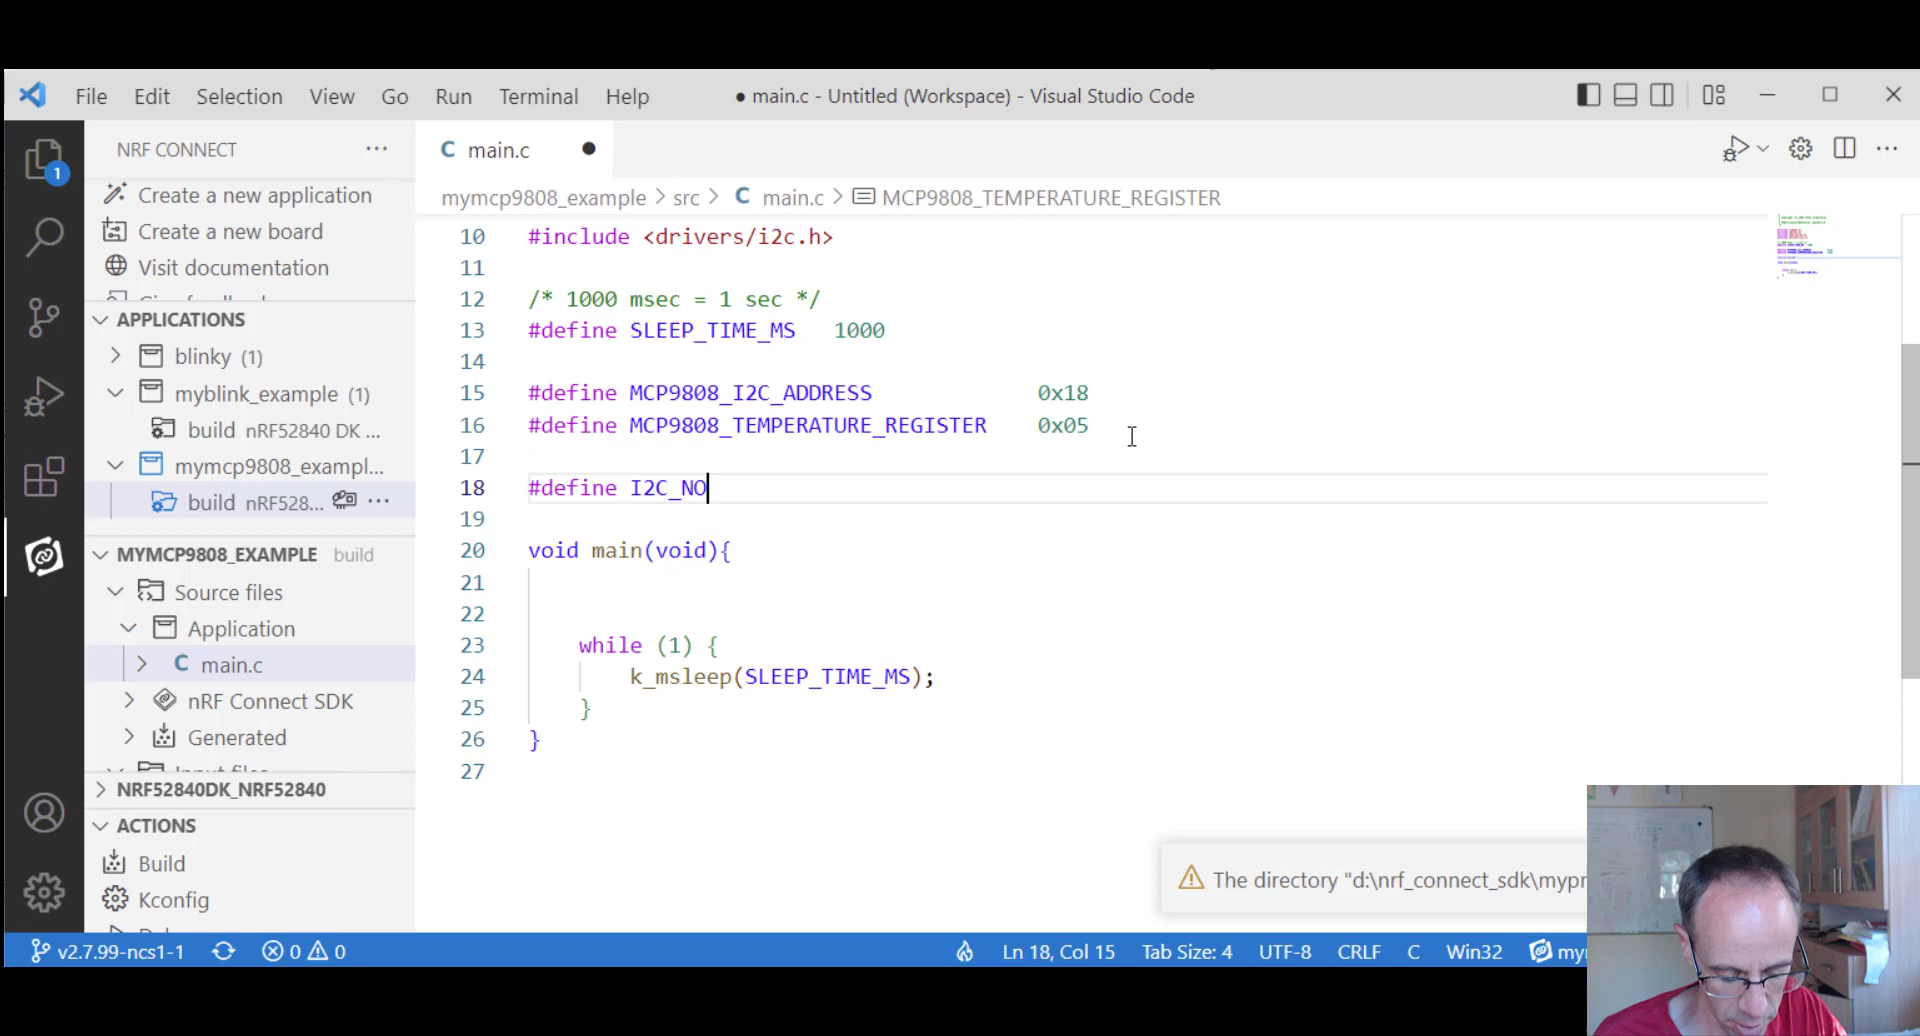 File Edit Selection View Go Run Terminal Help
● main.c - Untitled (Workspace) - Visual Studio Code
NRF CONNECT ...
Create a new application
Create a new board
Visit documentation
APPLICATIONS
blinky (1)
myblink_example (1)
build nRF52840 DK ...
mymcp9808_exampl...
build nRF528... ...
MYMCP9808_EXAMPLE build
Source files
Application
C main.c
nRF Connect SDK
Generated
NRF52840DK_NRF52840
ACTIONS
Build
Kconfig
1
C main.c ●
mymcp9808_example > src > C main.c > MCP9808_TEMPERATURE_REGISTER
10 #include <drivers/i2c.h>
11
12 /* 1000 msec = 1 sec */
13 #define SLEEP_TIME_MS 1000
14
15 #define MCP9808_I2C_ADDRESS 0x18
16 #define MCP9808_TEMPERATURE_REGISTER 0x05
17
18 #define I2C_NO
19
20 void main(void){
21
22
23 while (1) {
24 k_msleep(SLEEP_TIME_MS);
25 }
26 }
27
The directory "d:\nrf_connect_sdk\mypr
v2.7.99-ncs1-1 0 0 Ln 18, Col 15 Tab Size: 4 UTF-8 CRLF C Win32 my